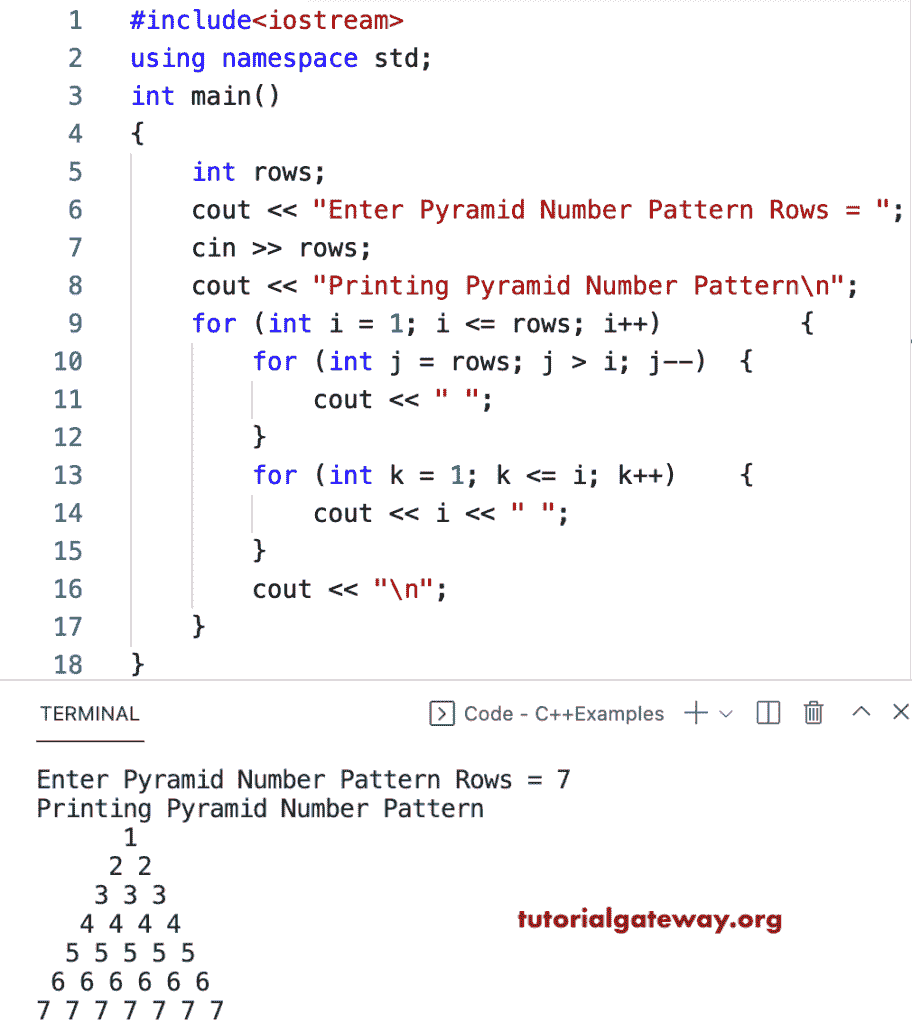 1 #include<iostream>
2 using namespace std;
3 int main()
4 {
5     int rows;
6     cout << "Enter Pyramid Number Pattern Rows = ";
7     cin >> rows;
8     cout << "Printing Pyramid Number Pattern\n";
9     for (int i = 1; i <= rows; i++)         {
10         for (int j = rows; j > i; j--)  {
11             cout << " ";
12         }
13         for (int k = 1; k <= i; k++)    {
14             cout << i << " ";
15         }
16         cout << "\n";
17     }
18 }
TERMINAL Code - C++Examples
Enter Pyramid Number Pattern Rows = 7
Printing Pyramid Number Pattern
      1
     2 2
    3 3 3
   4 4 4 4
  5 5 5 5 5
 6 6 6 6 6 6
7 7 7 7 7 7 7
tutorialgateway.org